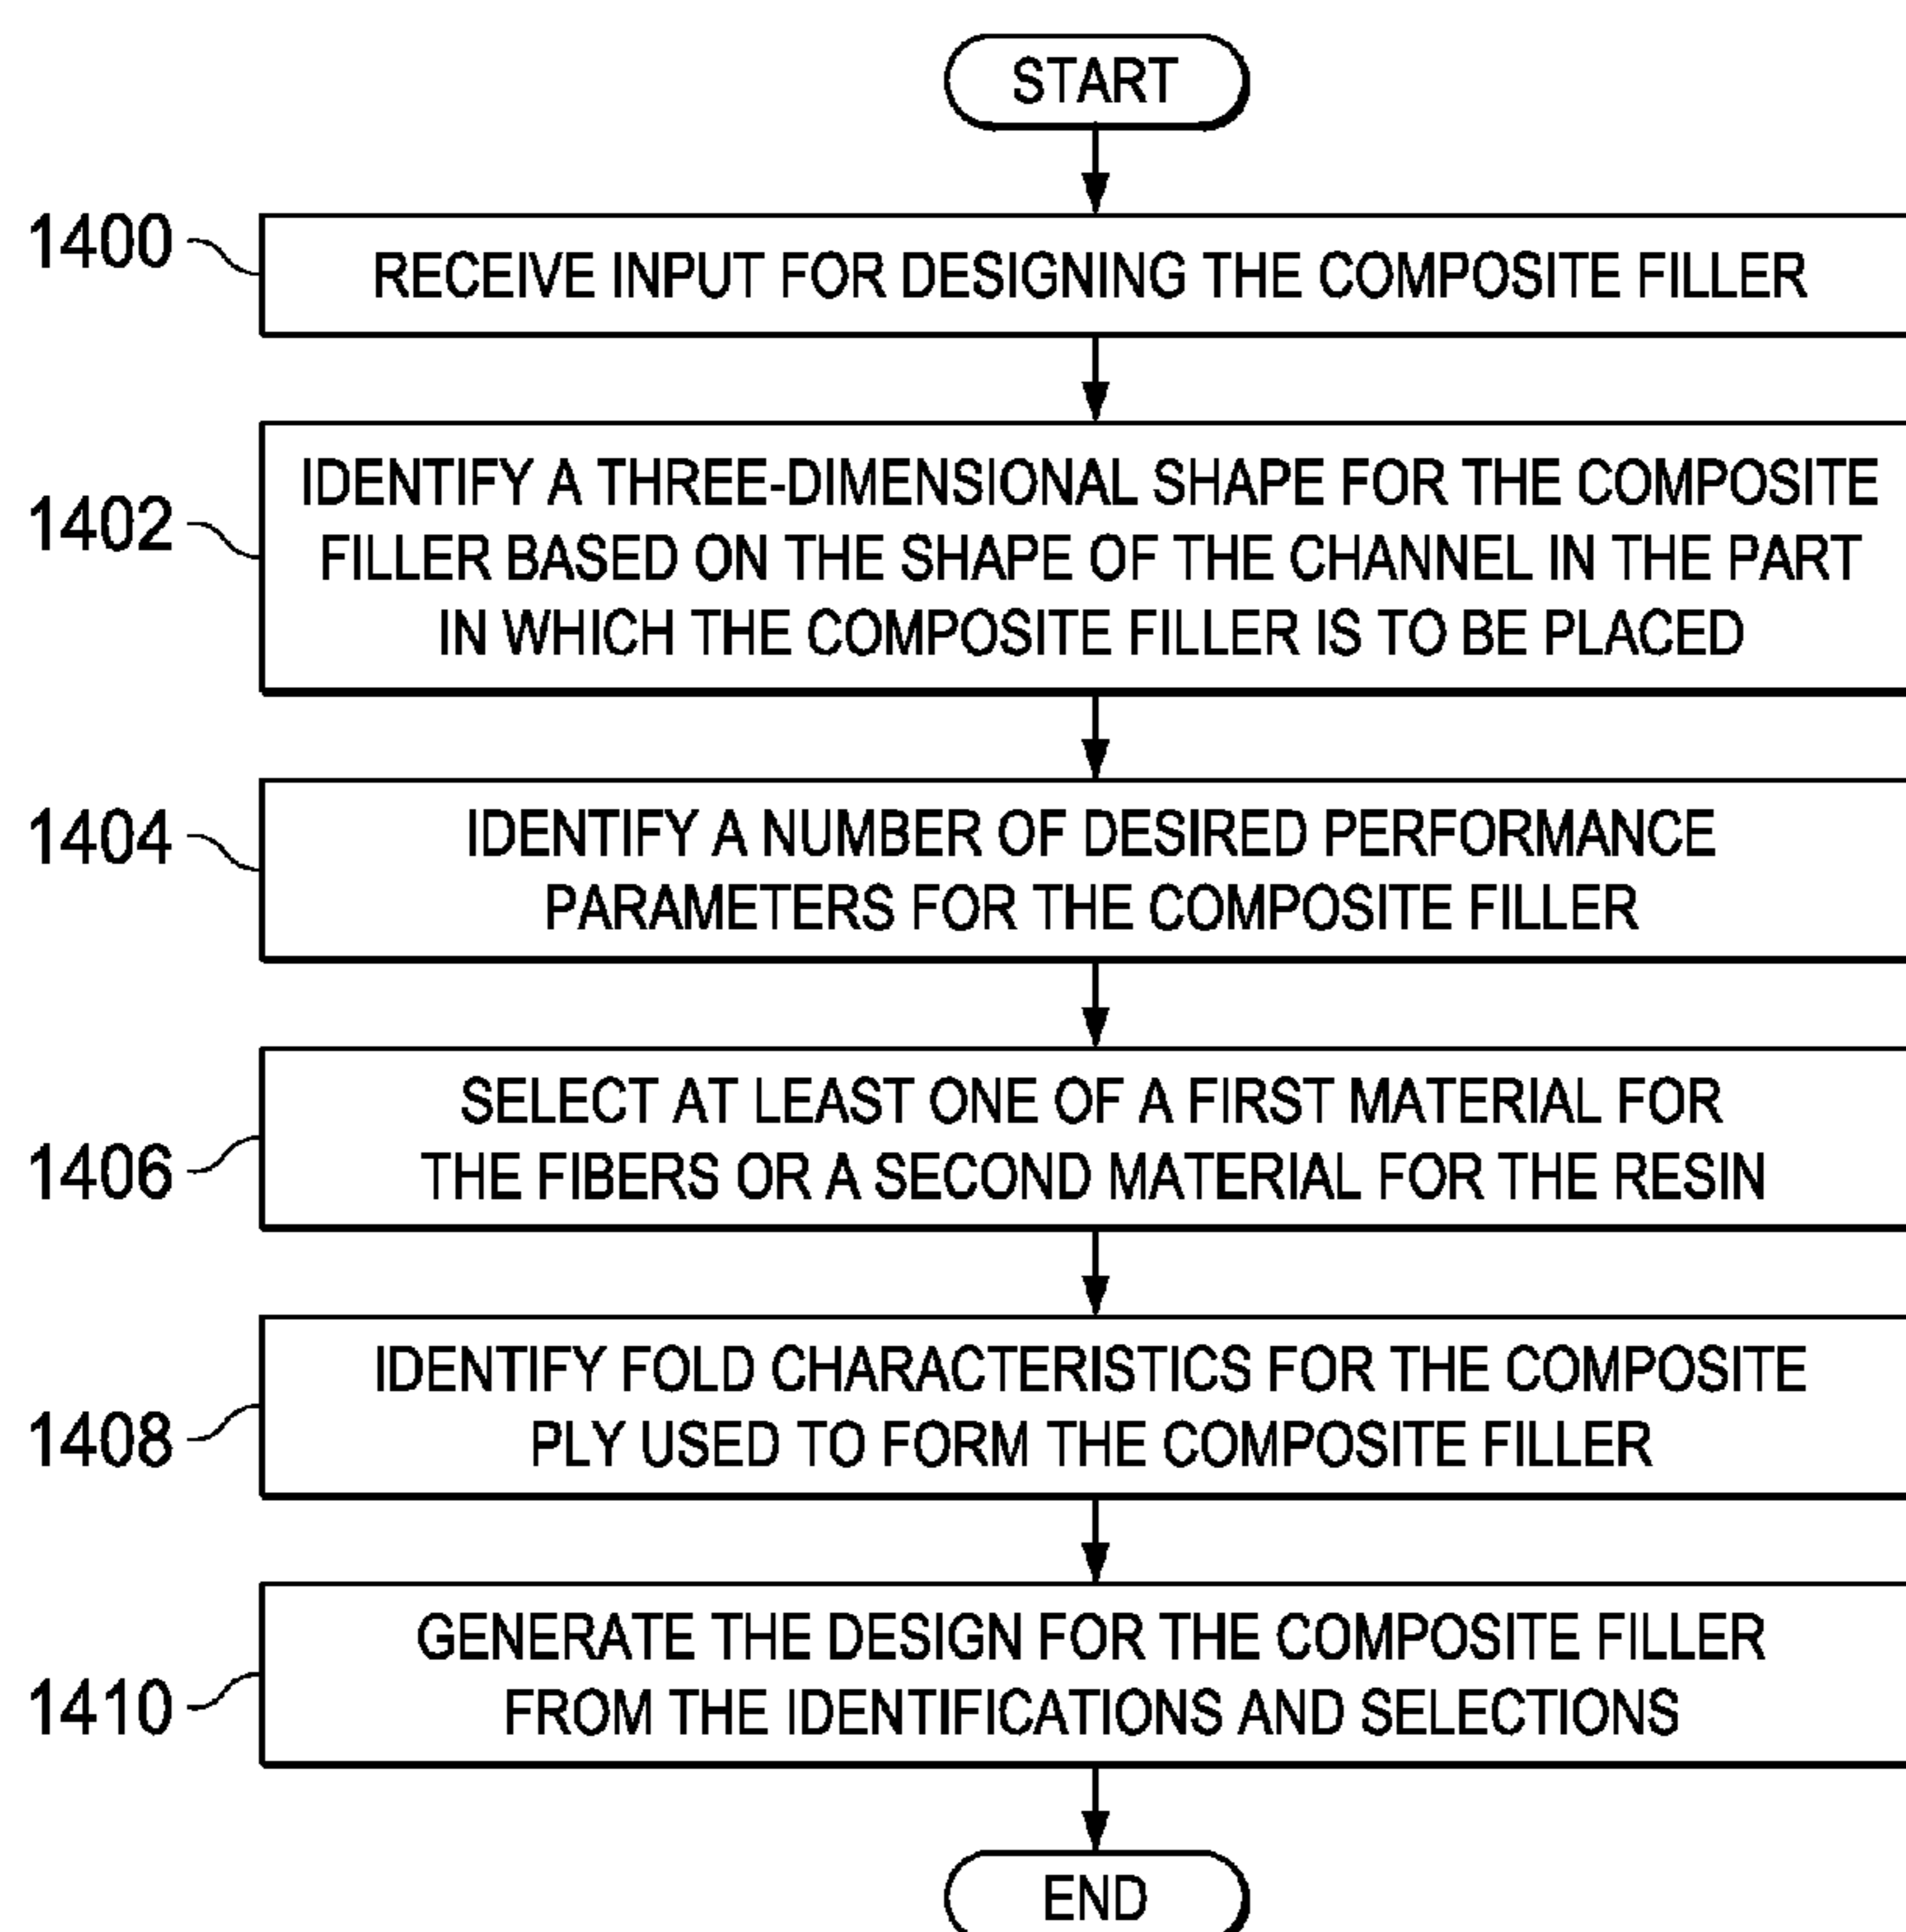 START
1400
RECEIVE INPUT FOR DESIGNING THE COMPOSITE FILLER
1402
IDENTIFY A THREE-DIMENSIONAL SHAPE FOR THE COMPOSITE
FILLER BASED ON THE SHAPE OF THE CHANNEL IN THE PART
IN WHICH THE COMPOSITE FILLER IS TO BE PLACED
1404
IDENTIFY A NUMBER OF DESIRED PERFORMANCE
PARAMETERS FOR THE COMPOSITE FILLER
1406
SELECT AT LEAST ONE OF A FIRST MATERIAL FOR
THE FIBERS OR A SECOND MATERIAL FOR THE RESIN
1408
IDENTIFY FOLD CHARACTERISTICS FOR THE COMPOSITE
PLY USED TO FORM THE COMPOSITE FILLER
1410
GENERATE THE DESIGN FOR THE COMPOSITE FILLER
FROM THE IDENTIFICATIONS AND SELECTIONS
END